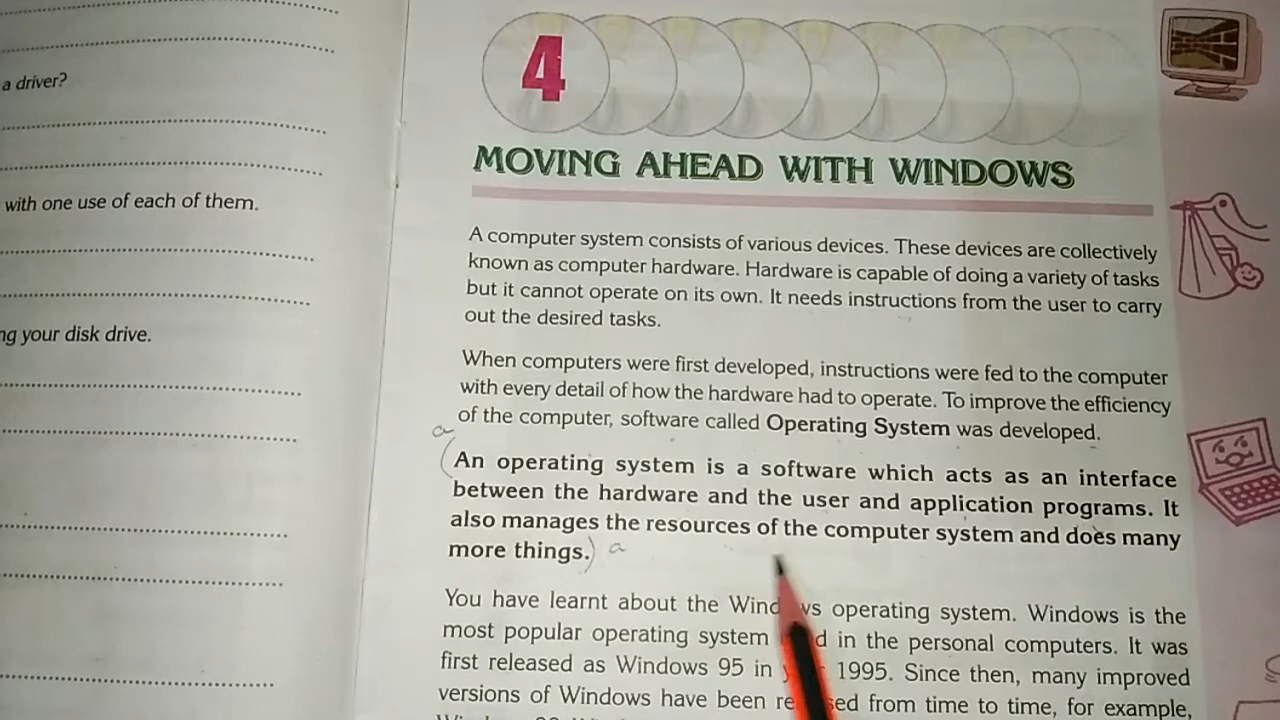 a driver?
with one use of each of them.
your disk drive.
4
MOVING AHEAD WITH WINDOWS
A computer system consists of various devices. These devices are collectively
known as computer hardware. Hardware is capable of doing a variety of tasks
but it cannot operate on its own. It needs instructions from the user to carry
out the desired tasks.
When computers were first developed, instructions were fed to the computer
with every detail of how the hardware had to operate. To improve the efficiency
of the computer, software called Operating System was developed.
a
(An operating system is a software which acts as an interface
between the hardware and the user and application programs. It
also manages the resources of the computer system and does many
more things.) a
You have learnt about the operating system. Windows is the
most popular operating system in the personal computers. It was
first released as Windows 95 in 1995. Since then, many improved
versions of Windows have been from time to time, for example,